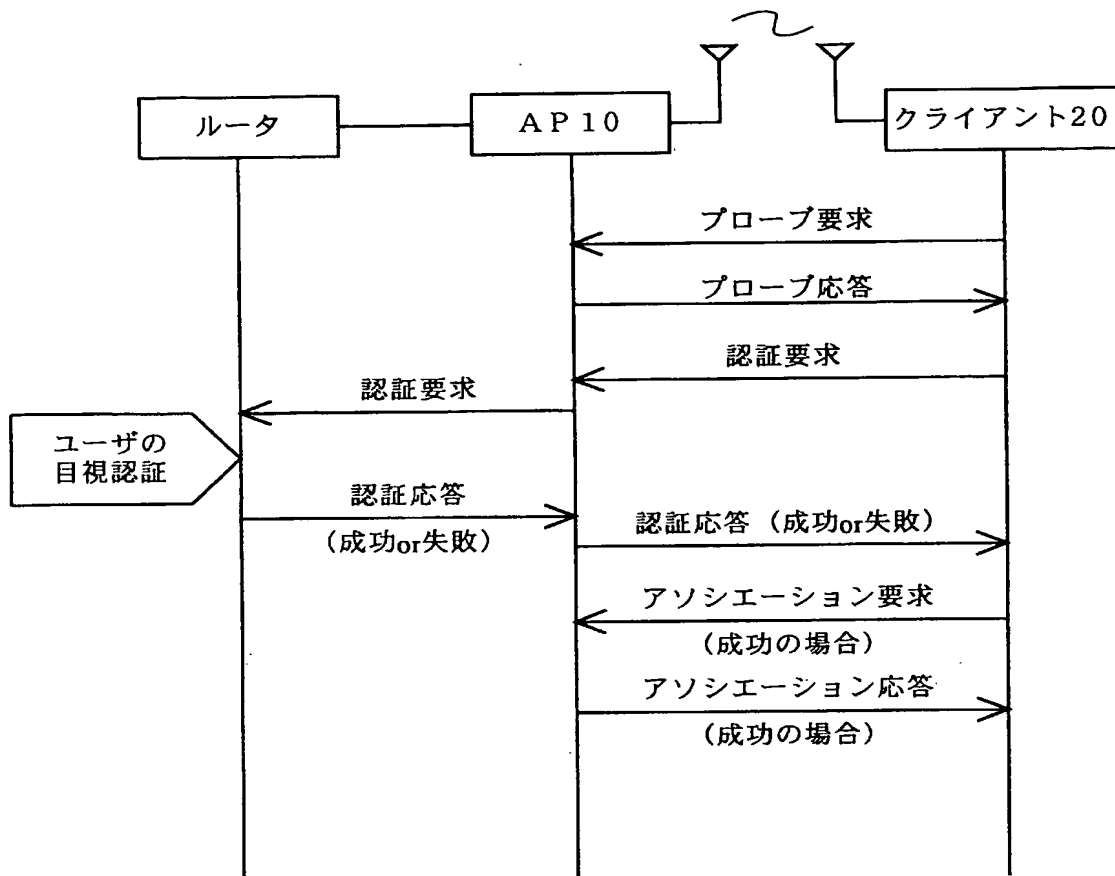 ルータ
ＡＰ10
クライアント20
プローブ要求
プローブ応答
認証要求
認証要求
ユーザの
目視認証
認証応答
(成功or失敗)
認証応答 (成功or失敗)
アソシエーション要求
(成功の場合)
アソシエーション応答
(成功の場合)